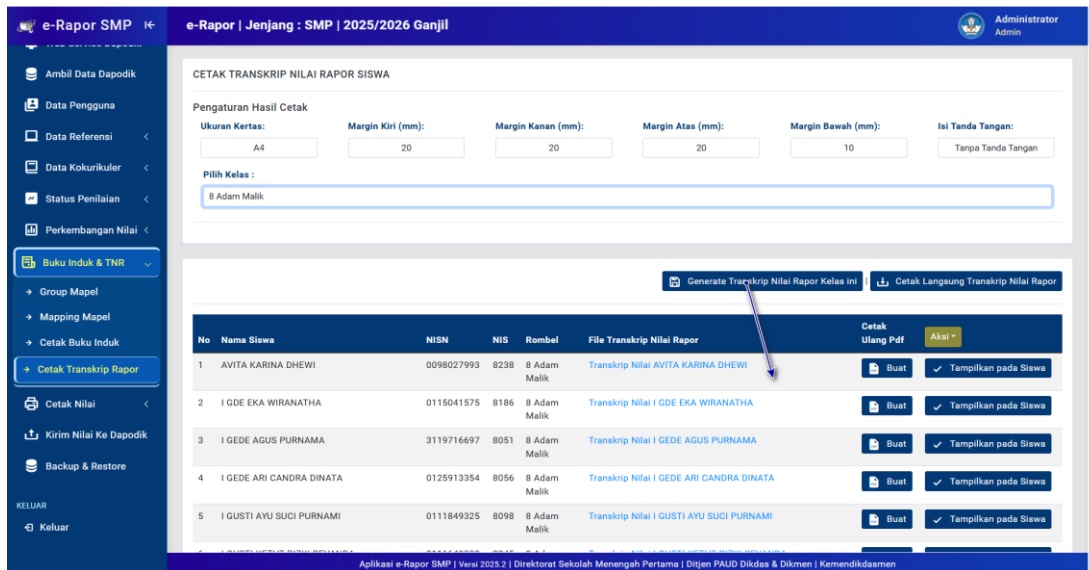 e-Rapor SMP
e-Rapor | Jenjang : SMP | 2025/2026 Ganjil
Administrator
Admin
Ambil Data Dapodik
Data Pengguna
Data Referensi
Data Kokurikuler
Status Penilaian
Perkembangan Nilai
Buku Induk & TNR
Group Mapel
Mapping Mapel
Cetak Buku Induk
Cetak Transkrip Rapor
Cetak Nilai
Kirim Nilai Ke Dapodik
Backup & Restore
KELUAR
Keluar
CETAK TRANSKRIP NILAI RAPOR SISWA
Pengaturan Hasil Cetak
Ukuran Kertas: Margin Kiri (mm): Margin Kanan (mm): Margin Atas (mm): Margin Bawah (mm): Isi Tanda Tangan:
A4 20 20 20 10 Tanpa Tanda Tangan
Pilih Kelas :
8 Adam Malik
Generate Transkrip Nilai Rapor Kelas ini | Cetak Langsung Transkrip Nilai Rapor
No Nama Siswa NISN NIS Rombel File Transkrip Nilai Rapor Cetak Ulang Pdf Aksi
1 AVITA KARINA DHEWI 0098027993 8238 8 Adam Malik Transkrip Nilai AVITA KARINA DHEWI Buat Tampilkan pada Siswa
2 I GDE EKA WIRANATHA 0115041575 8186 8 Adam Malik Transkrip Nilai I GDE EKA WIRANATHA Buat Tampilkan pada Siswa
3 I GEDE AGUS PURNAMA 3119716697 8051 8 Adam Malik Transkrip Nilai I GEDE AGUS PURNAMA Buat Tampilkan pada Siswa
4 I GEDE ARI CANDRA DINATA 0125913354 8056 8 Adam Malik Transkrip Nilai I GEDE ARI CANDRA DINATA Buat Tampilkan pada Siswa
5 I GUSTI AYU SUCI PURNAMI 0111849325 8098 8 Adam Malik Transkrip Nilai I GUSTI AYU SUCI PURNAMI Buat Tampilkan pada Siswa
Aplikasi e-Rapor SMP | Versi 2025.2 | Direktorat Sekolah Menengah Pertama | Ditjen PAUD Dikdas & Dikmen | Kemendikdasmen